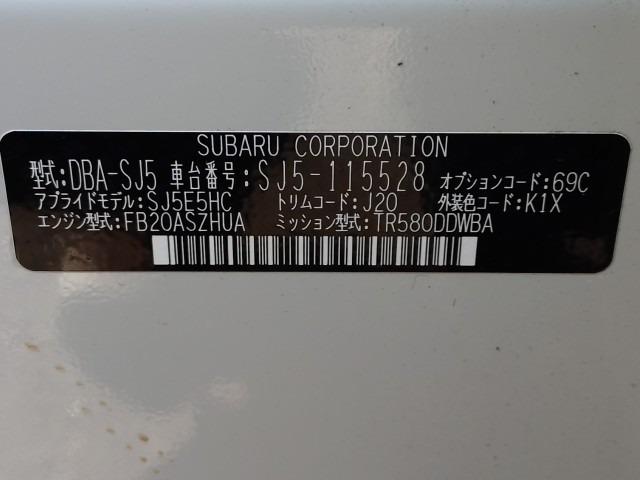 SUBARU CORPORATION
型式:DBA-SJ5 車台番号:SJ5-115528 オプションコード:69C
アプライドモデル:SJ5E5HC トリムコード:J20 外装色コード:K1X
エンジン型式:FB20ASZHUA ミッション型式:TR580DDWBA